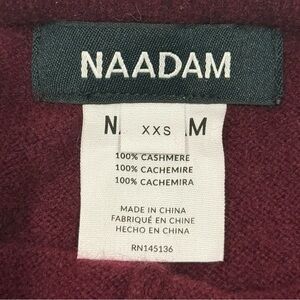 NAADAM
N M
XXS
100% CASHMERE
100% CACHEMIRE
100% CACHEMIRA
MADE IN CHINA
FABRIQUÉ EN CHINE
HECHO EN CHINA
RN145136